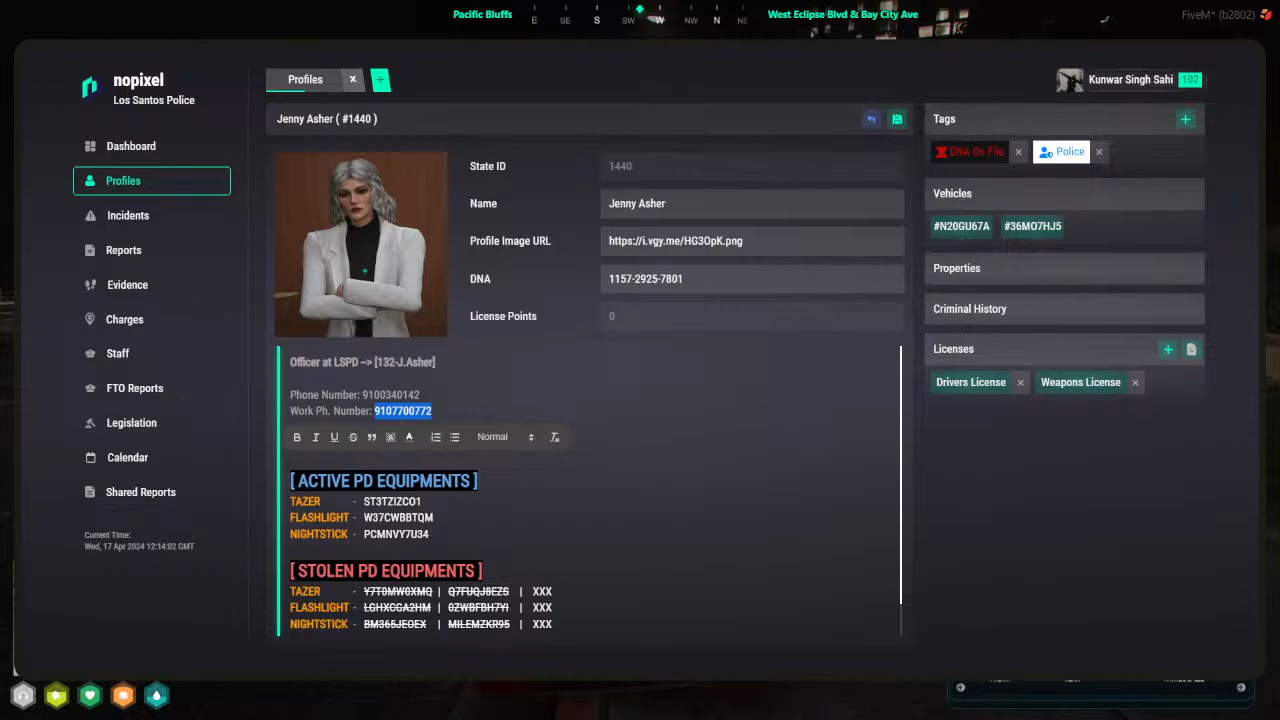 Pacific Bluffs
E SE S SW W NW N NE
West Eclipse Blvd & Bay City Ave
FiveM* (b2802)
nopixel
Los Santos Police
Profiles x +
Kunwar Singh Sahi 102
Jenny Asher ( #1440 )
Dashboard
Profiles
Incidents
Reports
Evidence
Charges
Staff
FTO Reports
Legislation
Calendar
Shared Reports
Current Time:
Wed, 17 Apr 2024 12:14:02 GMT
State ID 1440
Name Jenny Asher
Profile Image URL https://i.vgy.me/HG3OpK.png
DNA 1157-2925-7801
License Points 0
Officer at LSPD –> [132-J.Asher]
Phone Number: 9100340142
Work Ph. Number: 9107700772
Normal
[ ACTIVE PD EQUIPMENTS ]
TAZER - ST3TZIZCO1
FLASHLIGHT - W37CWBBTQM
NIGHTSTICK - PCMNVY7U34
[ STOLEN PD EQUIPMENTS ]
TAZER - Y7T0MW0XMQ | Q7FUQJ8EZS | XXX
FLASHLIGHT - LGHXCGA2HM | 0ZWBFBH7YI | XXX
NIGHTSTICK - BM365JEOEX | MILEMZKR95 | XXX
Tags +
DNA On File x Police x
Vehicles
#N20GU67A #36MO7HJ5
Properties
Criminal History
Licenses +
Drivers License x Weapons License x